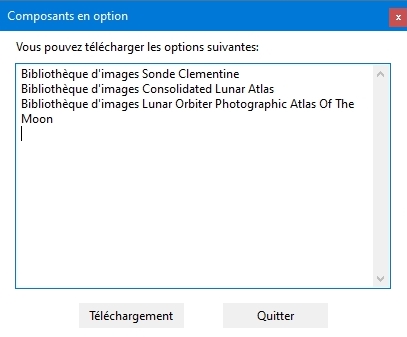 Composants en option
x
Vous pouvez télécharger les options suivantes:
Bibliothèque d'images Sonde Clementine
Bibliothèque d'images Consolidated Lunar Atlas
Bibliothèque d'images Lunar Orbiter Photographic Atlas Of The
Moon
Téléchargement
Quitter